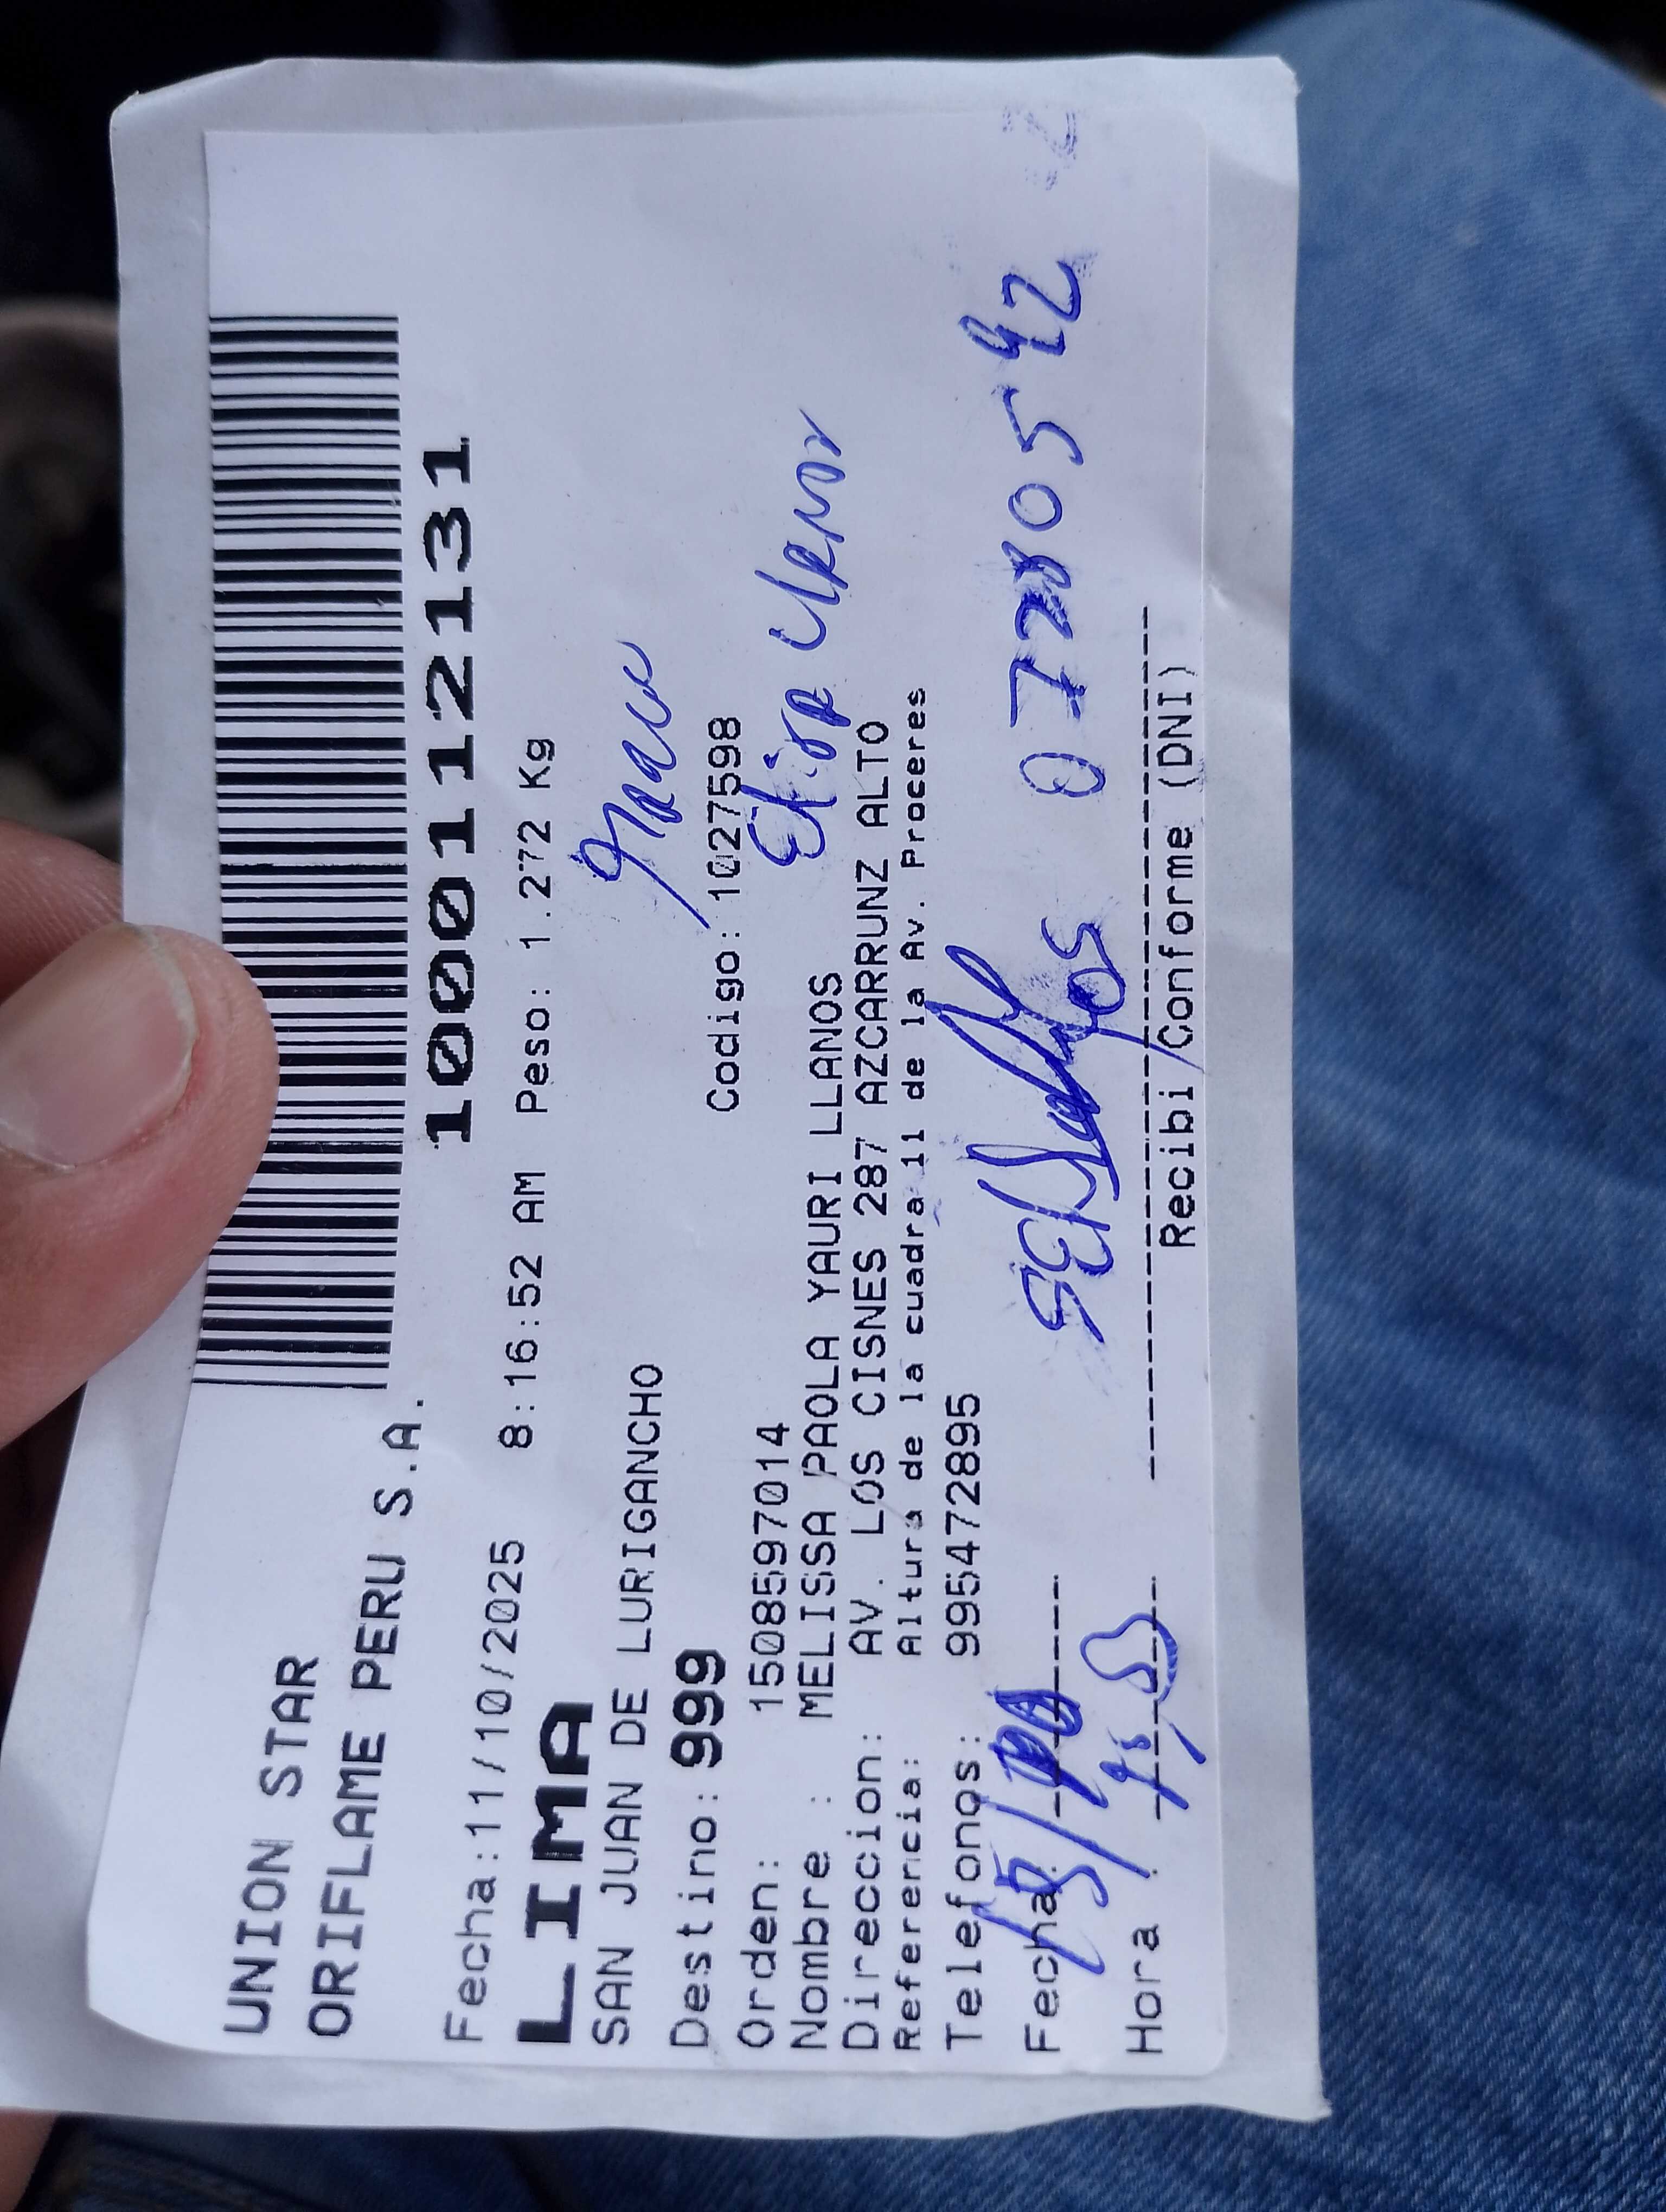 UNION STAR
ORIFLAME PERU S.A.
1000112131
Fecha:11/10/2025 8:16:52 AM Peso: 1.272 Kg
LIMA
SAN JUAN DE LURIGANCHO
Destino: 999
Codigo: 1027598
Orden: 1508597014
Nombre : MELISSA PAOLA YAURI LLANOS
Direccion: AV. LOS CISNES 287 AZCARRUNZ ALTO
Referencia: Altura de la cuadra 11 de la Av. Proceres
Telefonos: 995472895
Fecha:
Hora :
Recibi Conforme (DNI)